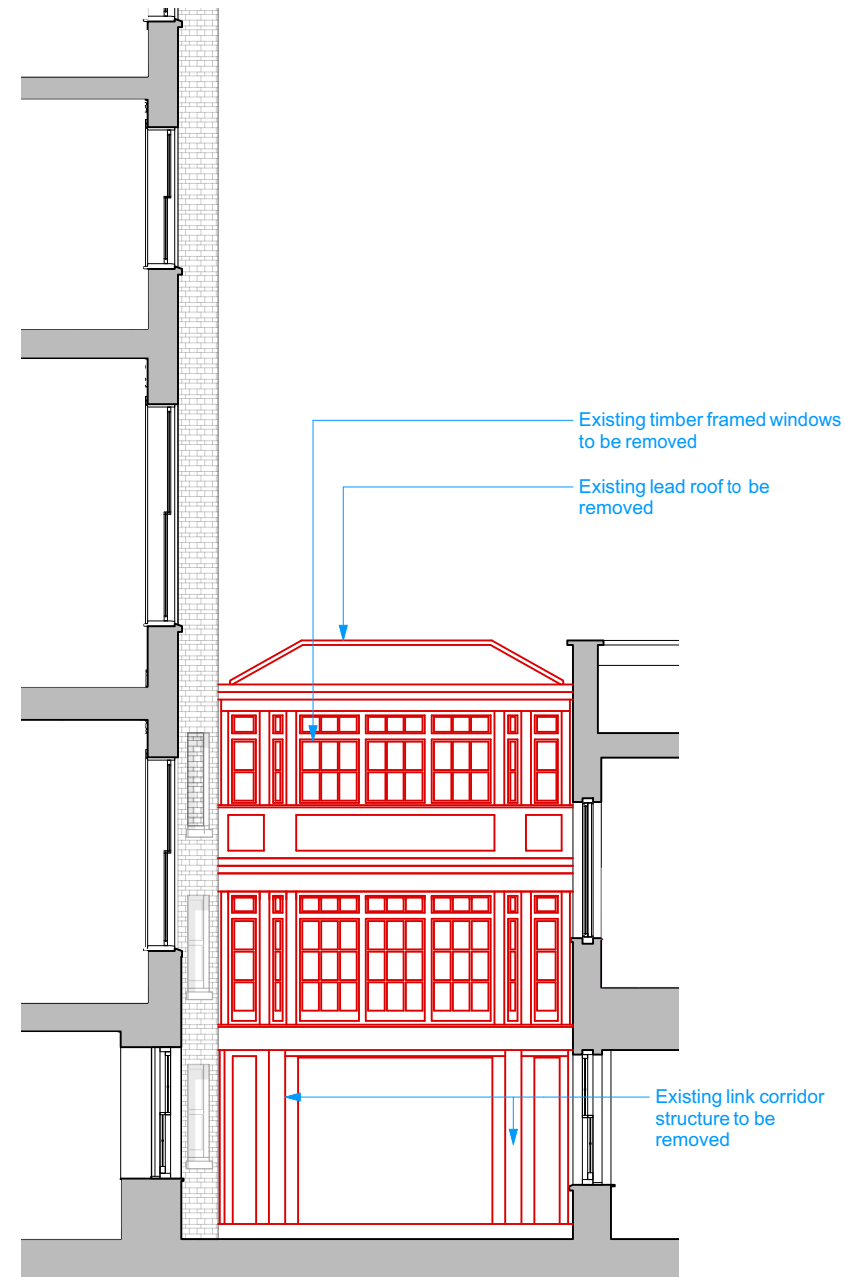 Existing timber framed windows
to be removed
Existing lead roof to be
removed
Existing link corridor
structure to be
removed